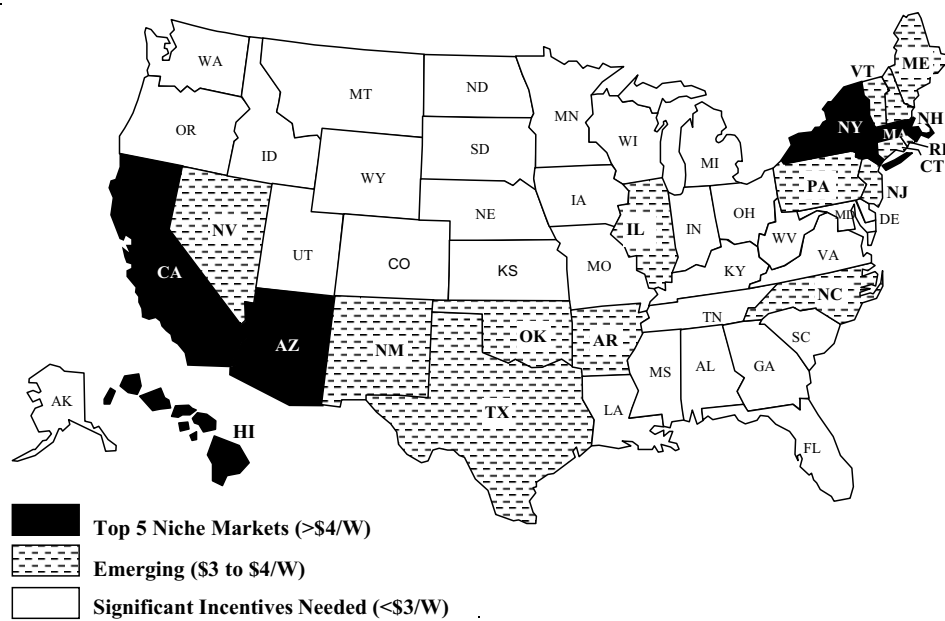 WA
MT
ND
MN
ME
VT
NH
OR
ID
SD
WI
MI
NY
MA
RI
CT
WY
IA
PA
NJ
NV
NE
IL
IN
OH
MD
DE
UT
CO
KS
MO
WV
VA
KY
CA
NC
TN
AZ
NM
OK
AR
SC
MS
AL
GA
AK
HI
TX
LA
FL
Top 5 Niche Markets (>$4/W)
Emerging ($3 to $4/W)
Significant Incentives Needed (<$3/W)